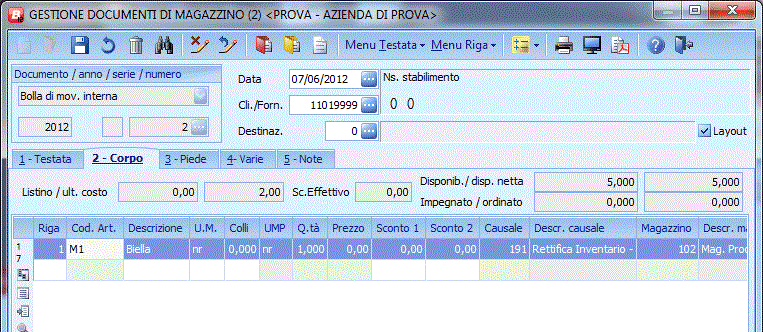 GESTIONE DOCUMENTI DI MAGAZZINO (2) <PROVA - AZIENDA DI PROVA>
Menu Testata Menu Riga
Documento / anno / serie / numero
Bolla di mov. interna
2012 2
Data 07/06/2012 Ns. stabilimento
Cli./Forn. 11019999 0 0
Destinaz. 0 Layout
1 - Testata 2 - Corpo 3 - Piede 4- Varie 5 - Note
Listino / ult. costo 0,00 2,00 Sc.Effettivo 0,00
Disponib./ disp. netta 5,000 5,000
Impegnato / ordinato 0,000 0,000
Riga Cod. Art. Descrizione U.M. Colli UMP Q.tà Prezzo Sconto 1 Sconto 2 Causale Descr. causale Magazzino Descr. ma
1 M1 Biella nr 0,000 nr 1,000 0,00 0,00 0,00 191 Rettifica Inventario - 102 Mag. Prod
1
7